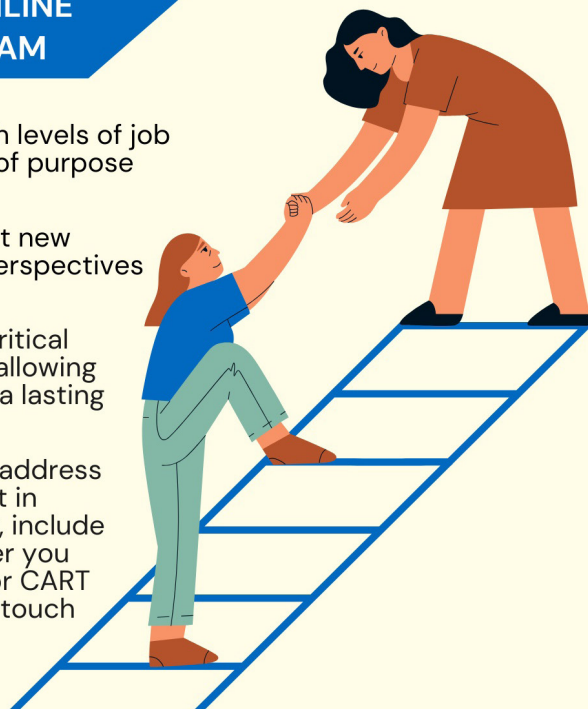 LINE
AM
levels of job
of purpose
t new
erspectives
ritical
allowing
a lasting
address
t in
, include
er you
or CART
touch